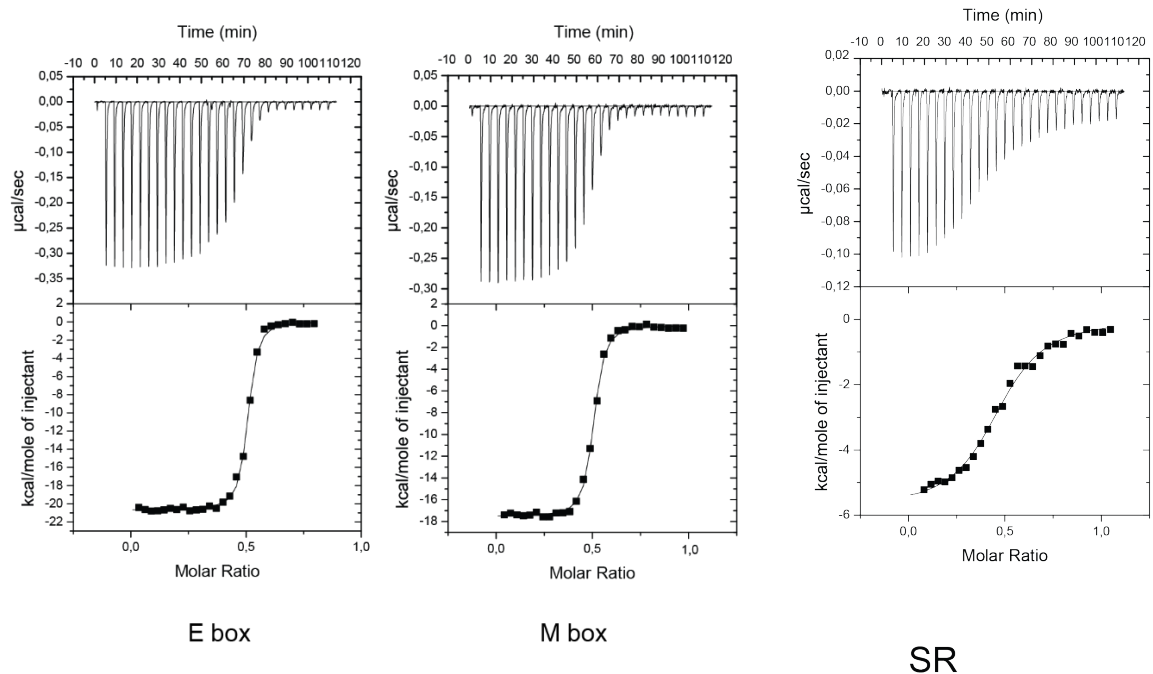 Time (min)
-10 0 10 20 30 40 50 60 70 80 90 100 110 120
0,05
0,00
-0,05
-0,10
-0,15
-0,20
-0,25
-0,30
-0,35
µcal/sec
2
0
-2
-4
-6
-8
-10
-12
-14
-16
-18
-20
-22
kcal/mole of injectant
0,0 0,5 1,0
Molar Ratio
E box
Time (min)
-10 0 10 20 30 40 50 60 70 80 90 100 110 120
0,05
0,00
-0,05
-0,10
-0,15
-0,20
-0,25
-0,30
µcal/sec
2
0
-2
-4
-6
-8
-10
-12
-14
-16
-18
kcal/mole of injectant
0,0 0,5 1,0
Molar Ratio
M box
Time (min)
-10 0 10 20 30 40 50 60 70 80 90 100 110 120
0,02
0,00
-0,02
-0,04
-0,06
-0,08
-0,10
-0,12
µcal/sec
0
-2
-4
-6
kcal/mole of injectant
0,0 0,5 1,0
Molar Ratio
SR